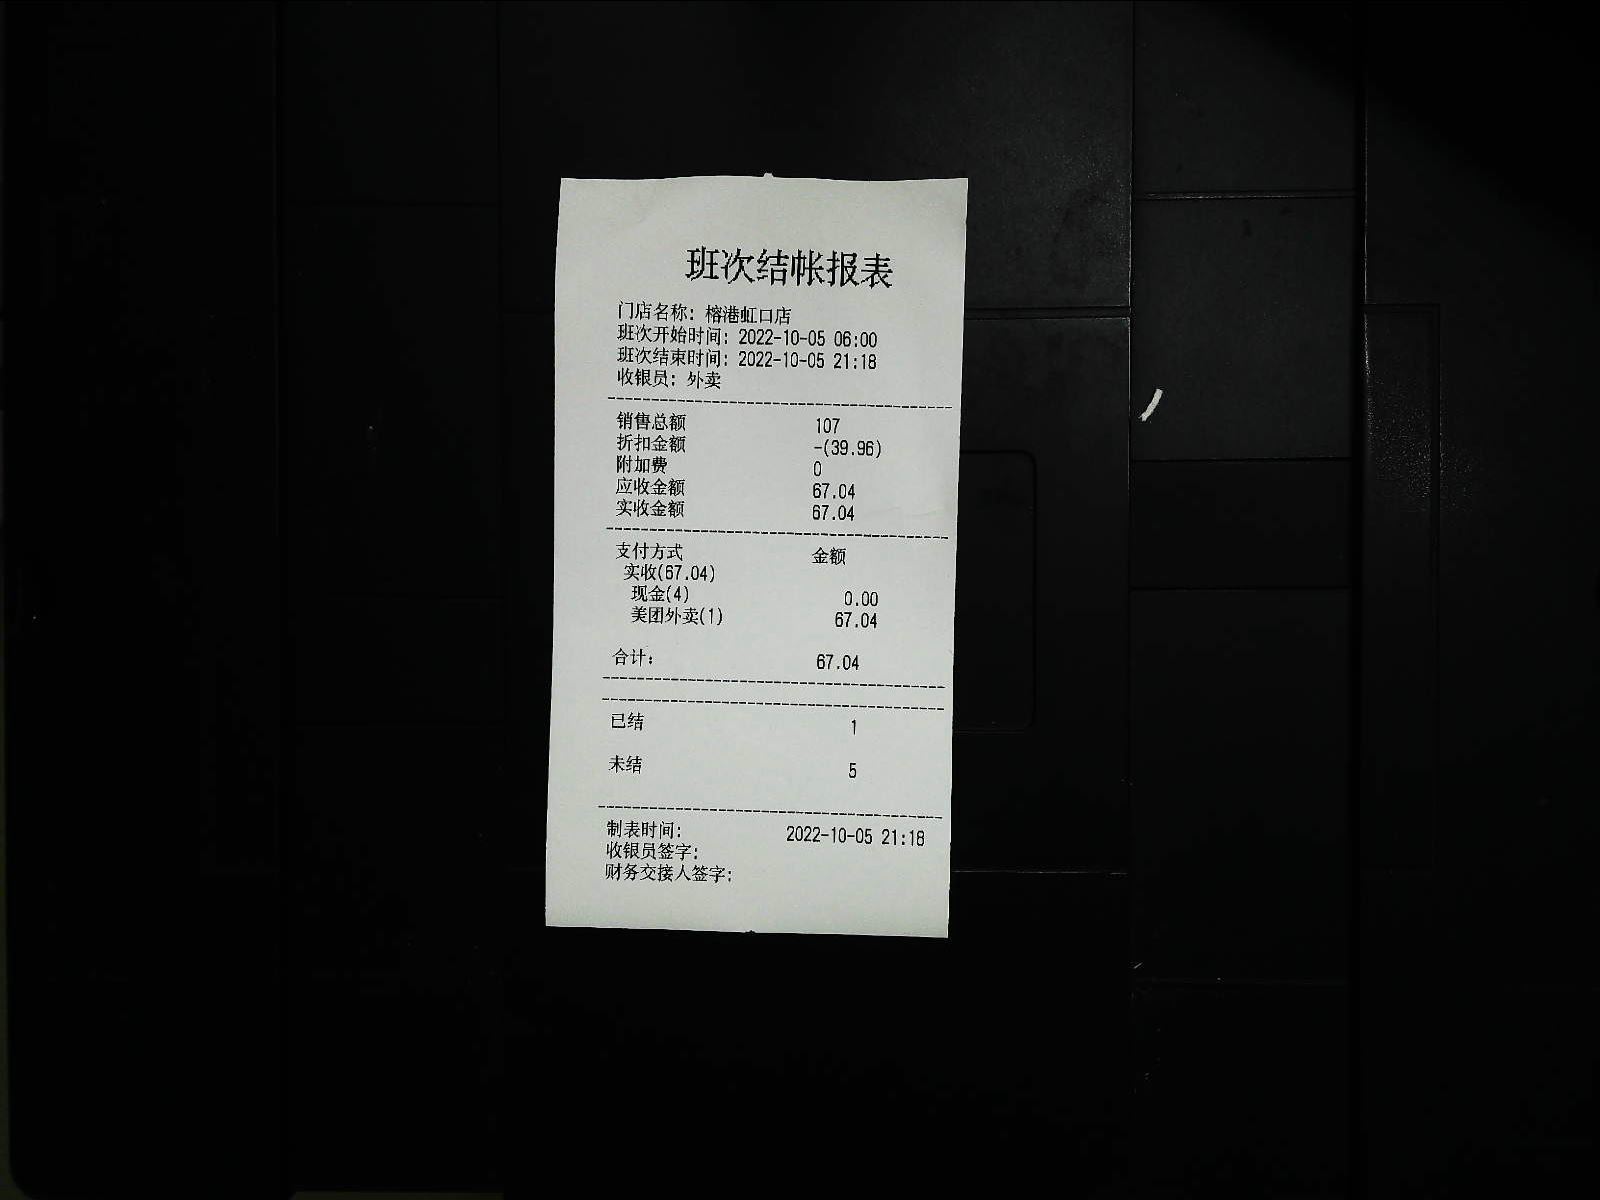 班次结帐报表
门店名称: 榕港虹口店
班次开始时间: 2022-10-05 06:00
班次结束时间: 2022-10-05 21:18
收银员: 外卖
销售总额 107
折扣金额 -(39.96)
附加费 0
应收金额 67.04
实收金额 67.04
支付方式 金额
实收(67.04)
现金(4) 0.00
美团外卖(1) 67.04
合计: 67.04
已结 1
未结 5
制表时间: 2022-10-05 21:18
收银员签字:
财务交接人签字: